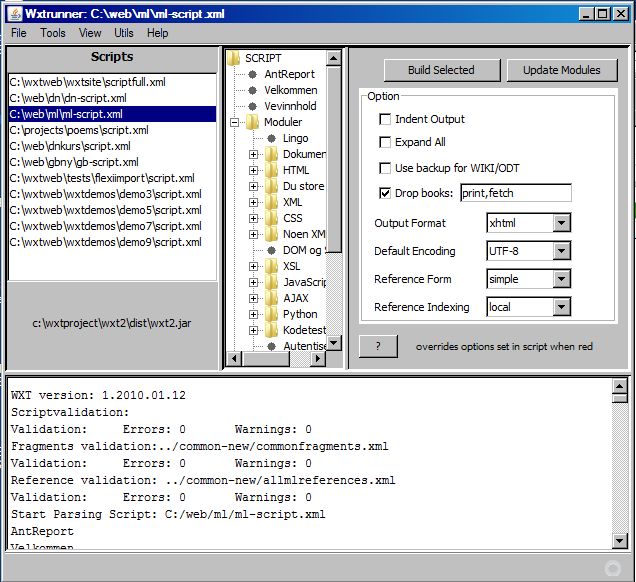 Wxtrunner: C:\web\ml\ml-script.xml
File Tools View Utils Help
Scripts
C:\wxtweb\wxtsite\scriptfull.xml
C:\web\dn\dn-script.xml
C:\web\ml\ml-script.xml
C:\projects\poems\script.xml
C:\web\dnkurs\script.xml
C:\web\gbny\gb-script.xml
C:\wxtweb\tests\flexiimport\script.xml
C:\wxtweb\wxtdemos\demo3\script.xml
C:\wxtweb\wxtdemos\demo5\script.xml
C:\wxtweb\wxtdemos\demo7\script.xml
C:\wxtweb\wxtdemos\demo9\script.xml
c:\wxtproject\wxt2\dist\wxt2.jar
SCRIPT
AntReport
Velkommen
Vevinnhold
Moduler
Lingo
Dokumen
HTML
Du store
XML
CSS
Noen XM
DOM og S
XSL
JavaScrip
AJAX
Python
Kodetest
Autentise
Build Selected
Update Modules
Option
Indent Output
Expand All
Use backup for WIKI/ODT
Drop books: print,fetch
Output Format xhtml
Default Encoding UTF-8
Reference Form simple
Reference Indexing local
? overrides options set in script when red
WXT version: 1.2010.01.12
Scriptvalidation:
Validation: Errors: 0 Warnings: 0
Fragments validation:../common-new/commonfragments.xml
Validation: Errors: 0 Warnings: 0
Reference validation: ../common-new/allmlreferences.xml
Validation: Errors: 0 Warnings: 0
Start Parsing Script: C:/web/ml/ml-script.xml
AntReport
Velkommen